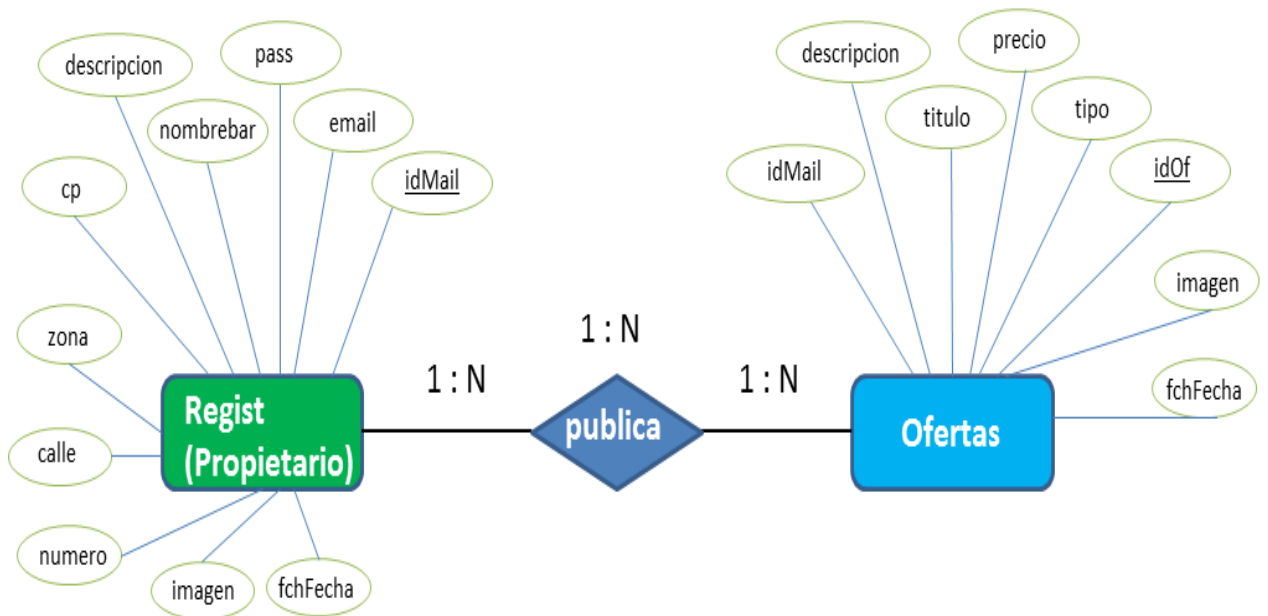 descripcion
pass
nombrebar
email
idMail
cp
zona
calle
numero
imagen
fchFecha
Regist
(Propietario)
1 : N
1 : N
publica
1 : N
descripcion
precio
titulo
tipo
idMail
idOf
imagen
fchFecha
Ofertas